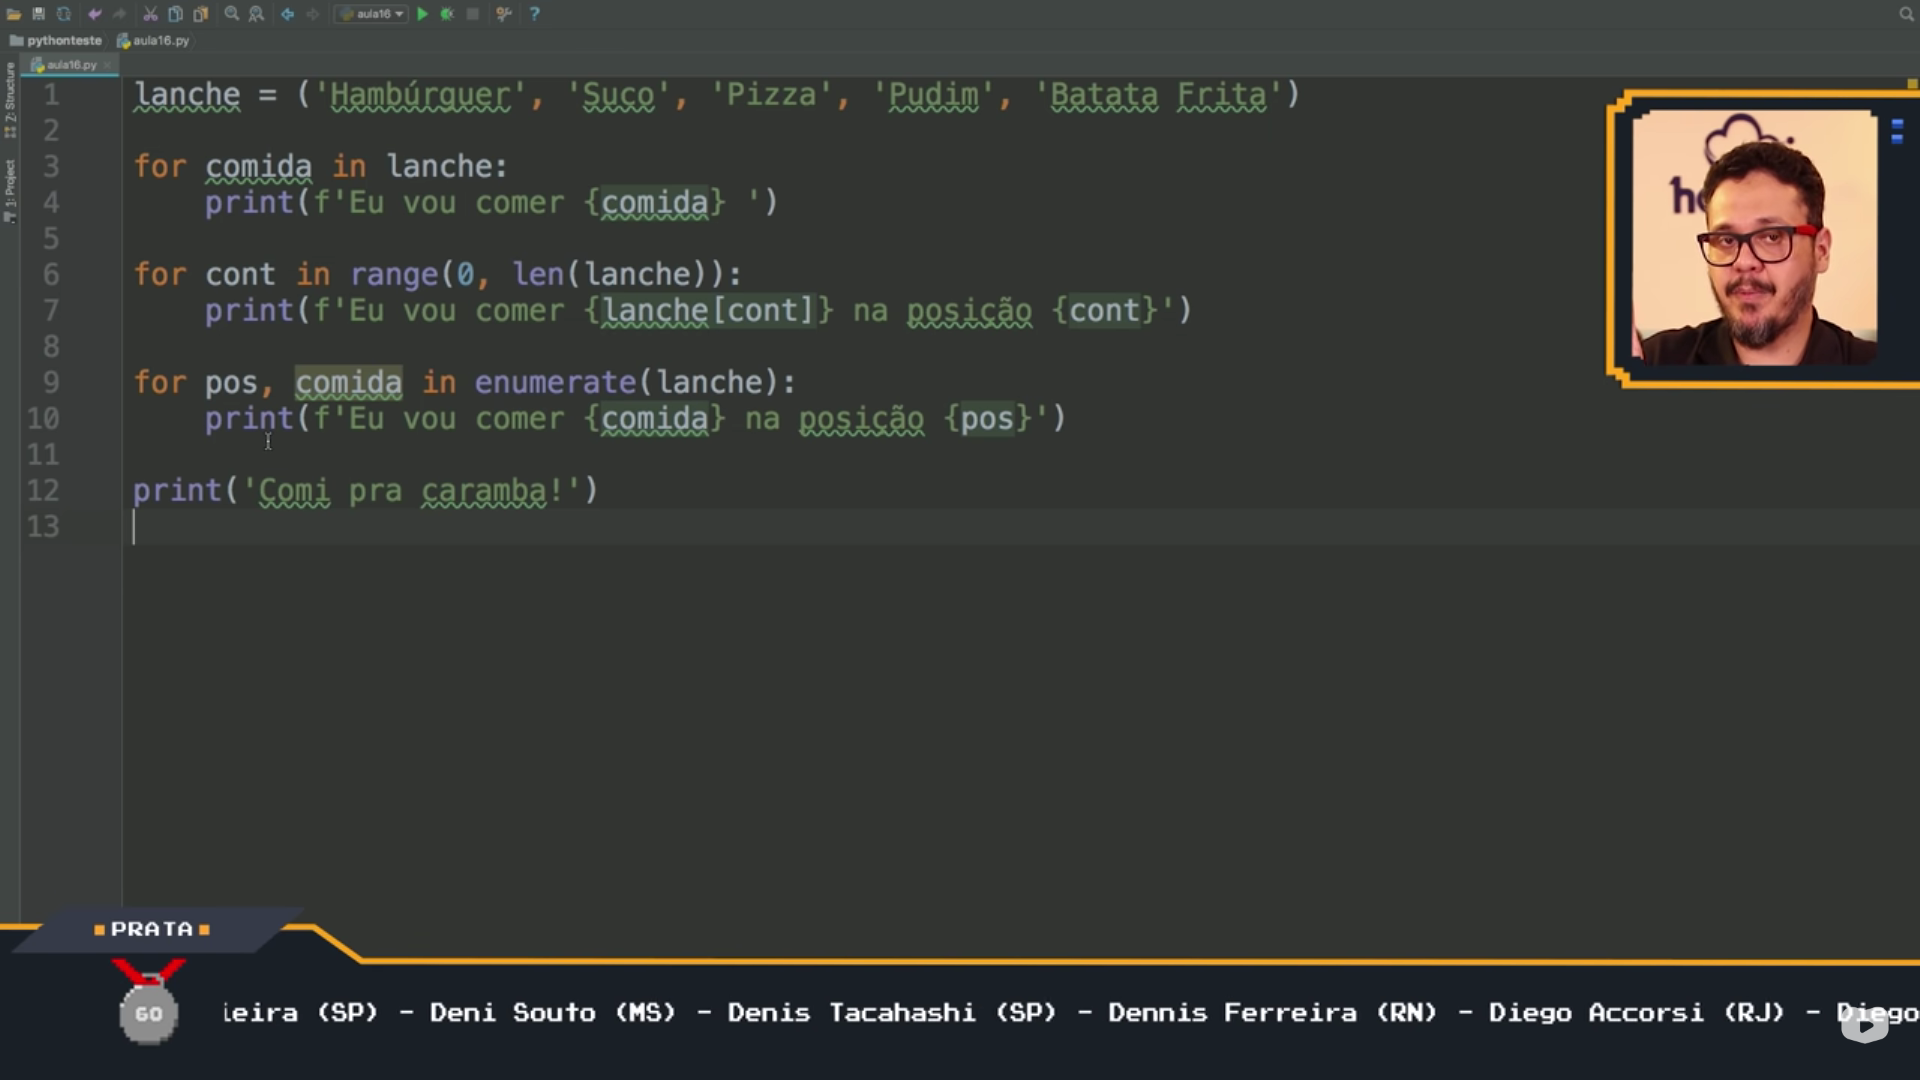 aula16
pythonteste
aula16.py
aula16.py
Z: Structure
1: Project
1 lanche = ('Hambúrguer', 'Suco', 'Pizza', 'Pudim', 'Batata Frita')
2
3 for comida in lanche:
4 print(f'Eu vou comer {comida} ')
5
6 for cont in range(0, len(lanche)):
7 print(f'Eu vou comer {lanche[cont]} na posição {cont}')
8
9 for pos, comida in enumerate(lanche):
10 print(f'Eu vou comer {comida} na posição {pos}')
11
12 print('Comi pra caramba!')
13
PRATA
GO
ieira (SP) - Deni Souto (MS) - Denis Tacahashi (SP) - Dennis Ferreira (RN) - Diego Accorsi (RJ) - Diego